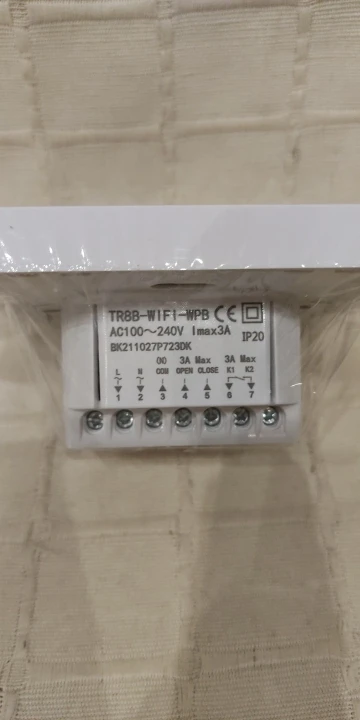 TR8B-WIFI-WPB CE
AC100～240V Imax3A IP20
BK211027P723DK
(N) 3A Max 3A Max
L N COM OPEN CLOSE K1 K2
1 2 3 4 5 6 7